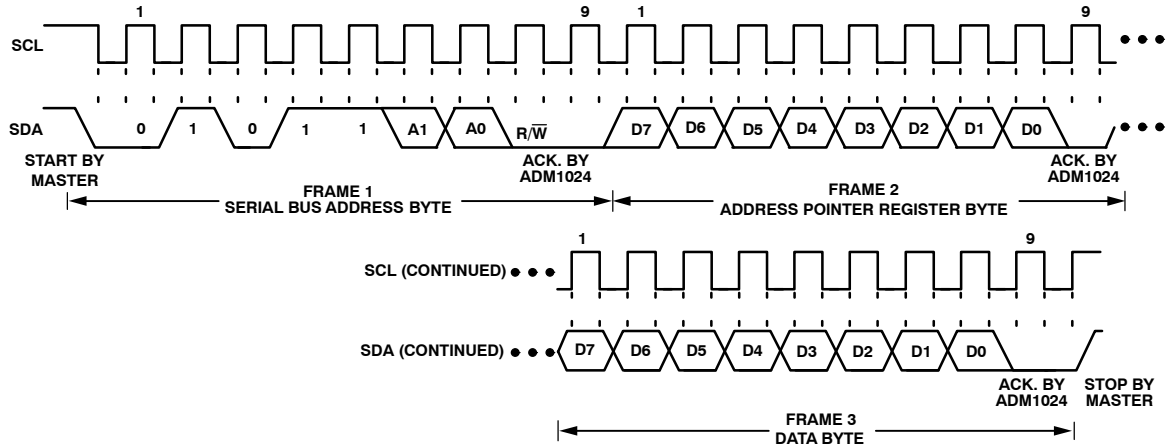 1 9 1 9
SCL
SDA 0 1 0 1 1 A1 A0 R/W̅ D7 D6 D5 D4 D3 D2 D1 D0
START BY
MASTER
ACK. BY
ADM1024
ACK. BY
ADM1024
FRAME 1
SERIAL BUS ADDRESS BYTE
FRAME 2
ADDRESS POINTER REGISTER BYTE
1 9
SCL (CONTINUED)
SDA (CONTINUED) D7 D6 D5 D4 D3 D2 D1 D0
ACK. BY
ADM1024
STOP BY
MASTER
FRAME 3
DATA BYTE